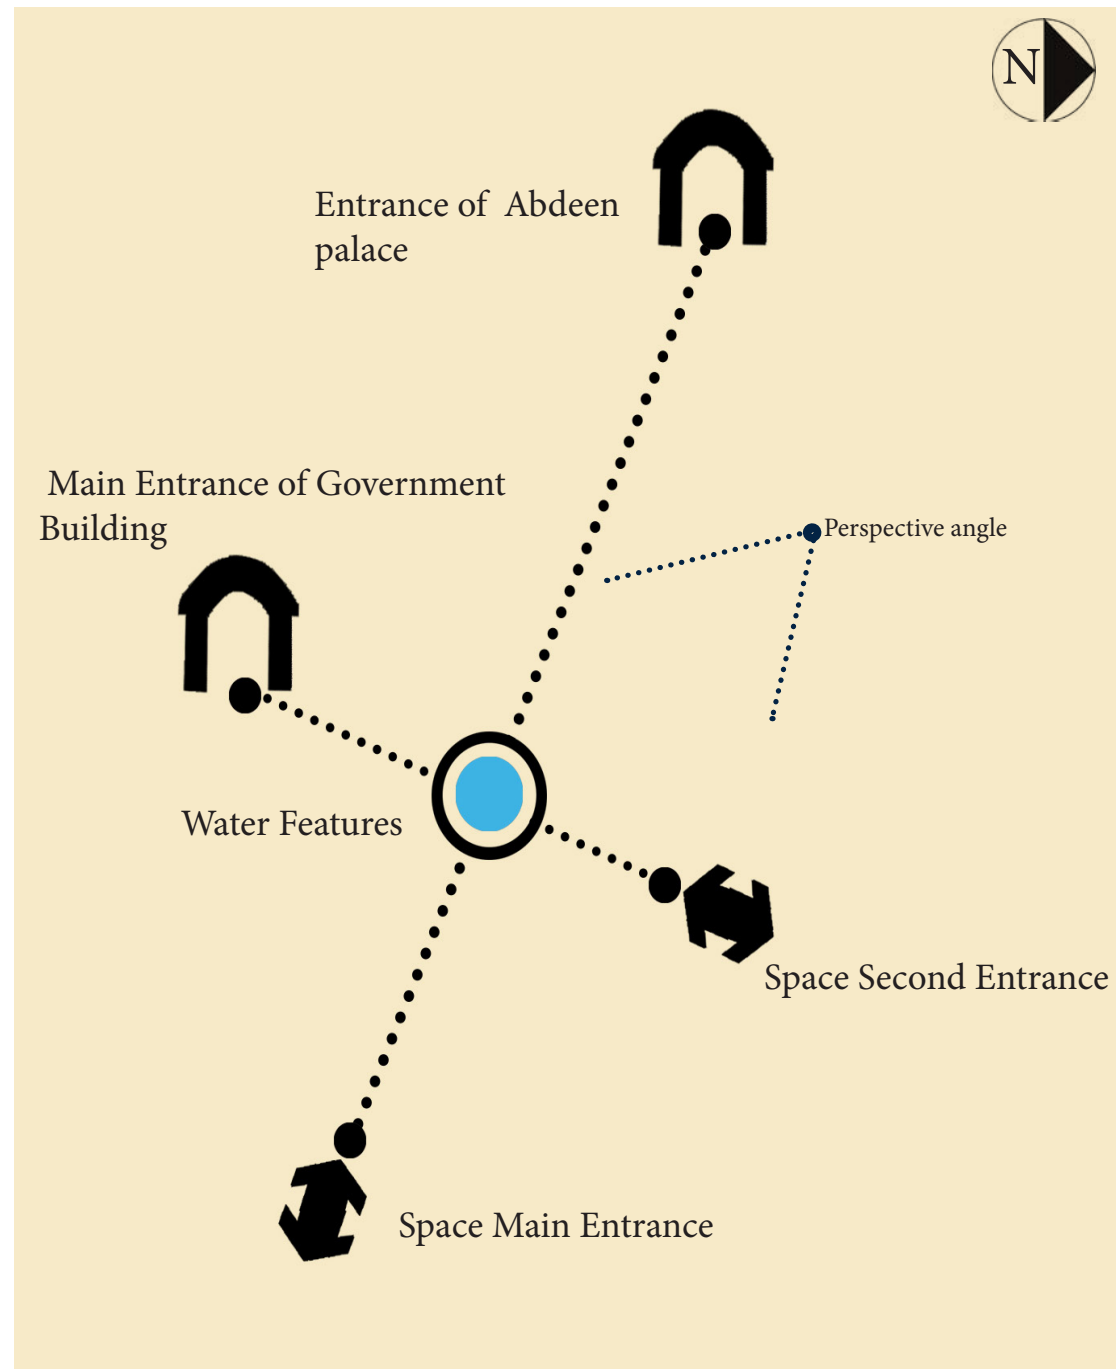 N
Entrance of Abdeen
palace
Main Entrance of Government
Building
Perspective angle
Water Features
Space Second Entrance
Space Main Entrance